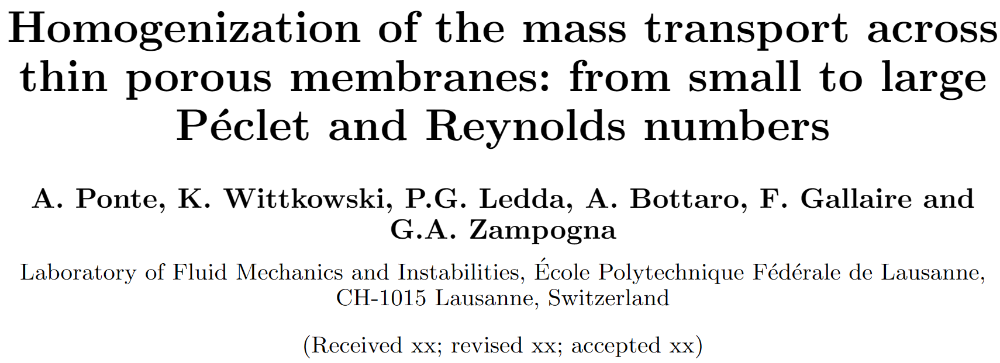 Homogenization of the mass transport across
thin porous membranes: from small to large
Péclet and Reynolds numbers
A. Ponte, K. Wittkowski, P.G. Ledda, A. Bottaro, F. Gallaire and
G.A. Zampogna
Laboratory of Fluid Mechanics and Instabilities, École Polytechnique Fédérale de Lausanne,
CH-1015 Lausanne, Switzerland
(Received xx; revised xx; accepted xx)